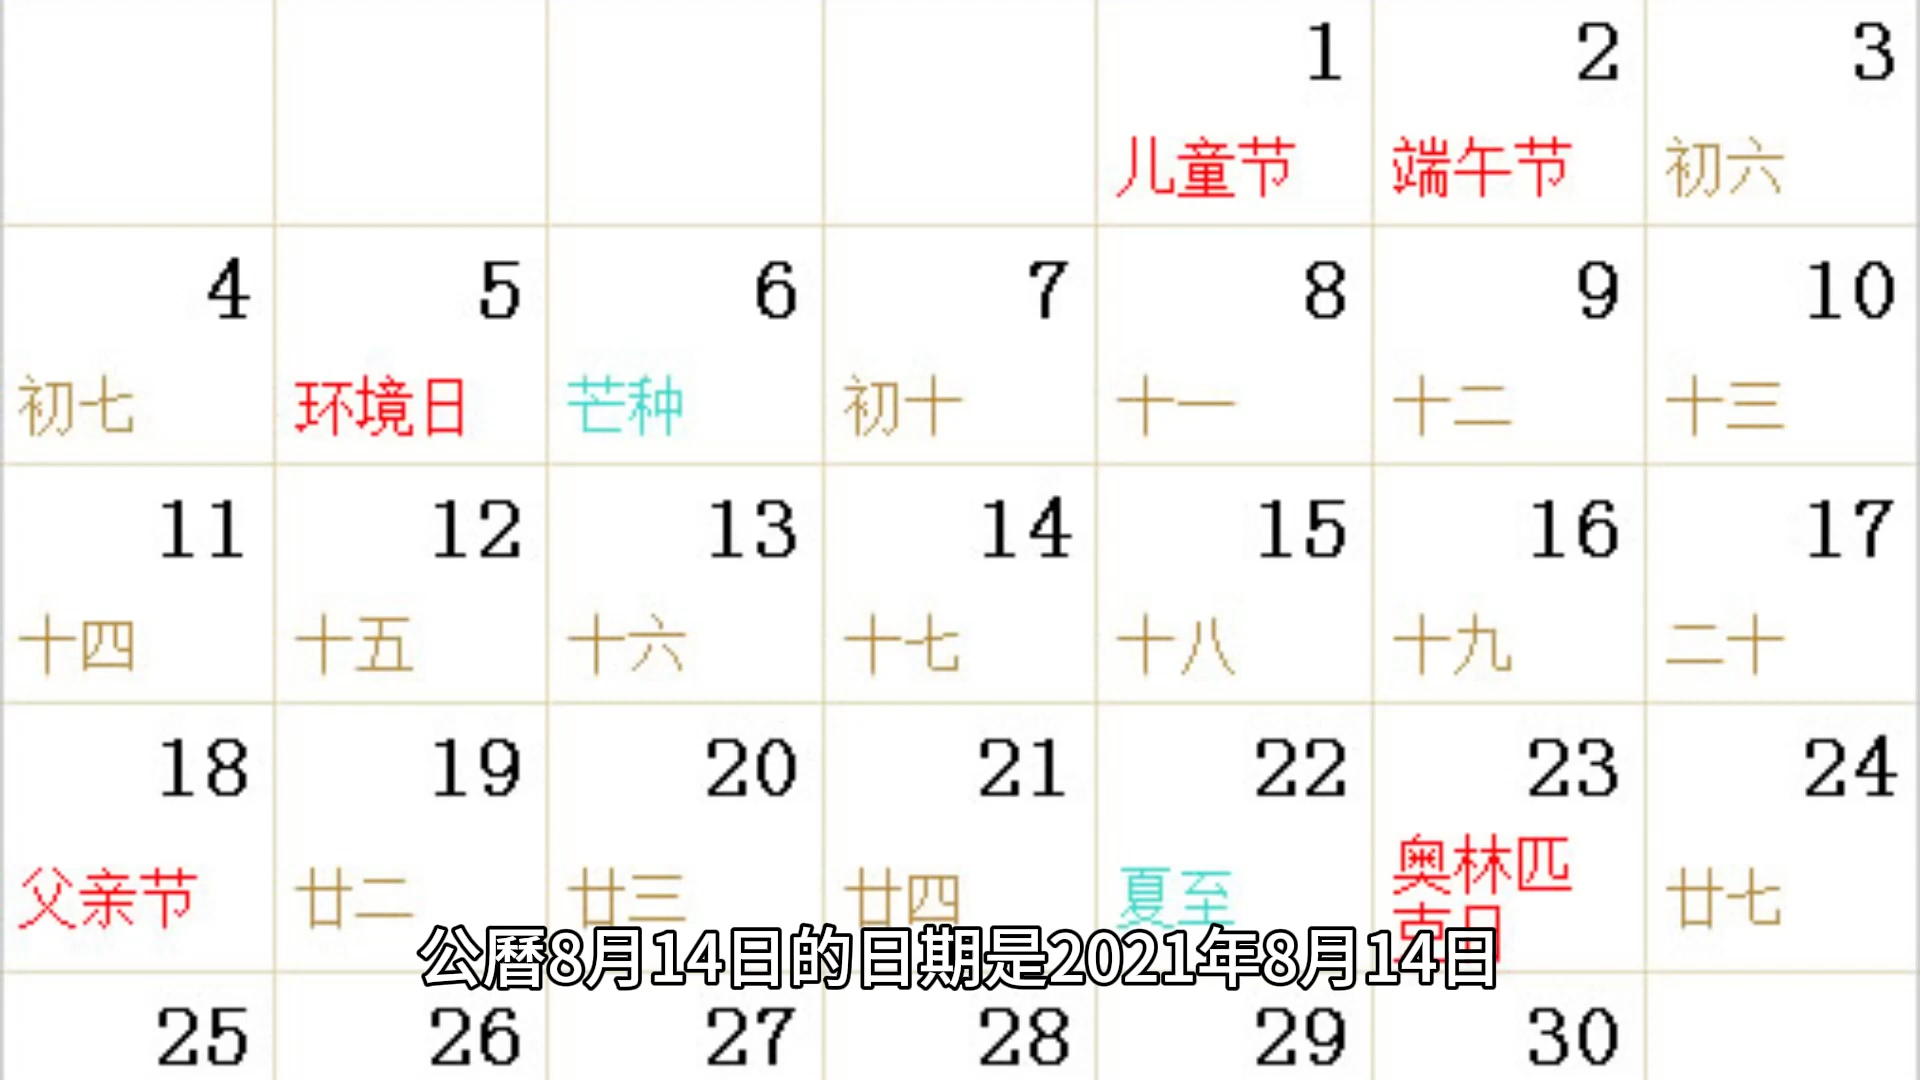 1 2 3
儿童节 端午节 初六
4 5 6 7 8 9 10
初七 环境日 芒种 初十 十一 十二 十三
11 12 13 14 15 16 17
十四 十五 十六 十七 十八 十九 二十
18 19 20 21 22 23 24
父亲节 廿二 廿三 廿四 夏至 奥林匹 廿七
克日
公曆8月14日的日期是2021年8月14日
25 26 27 28 29 30